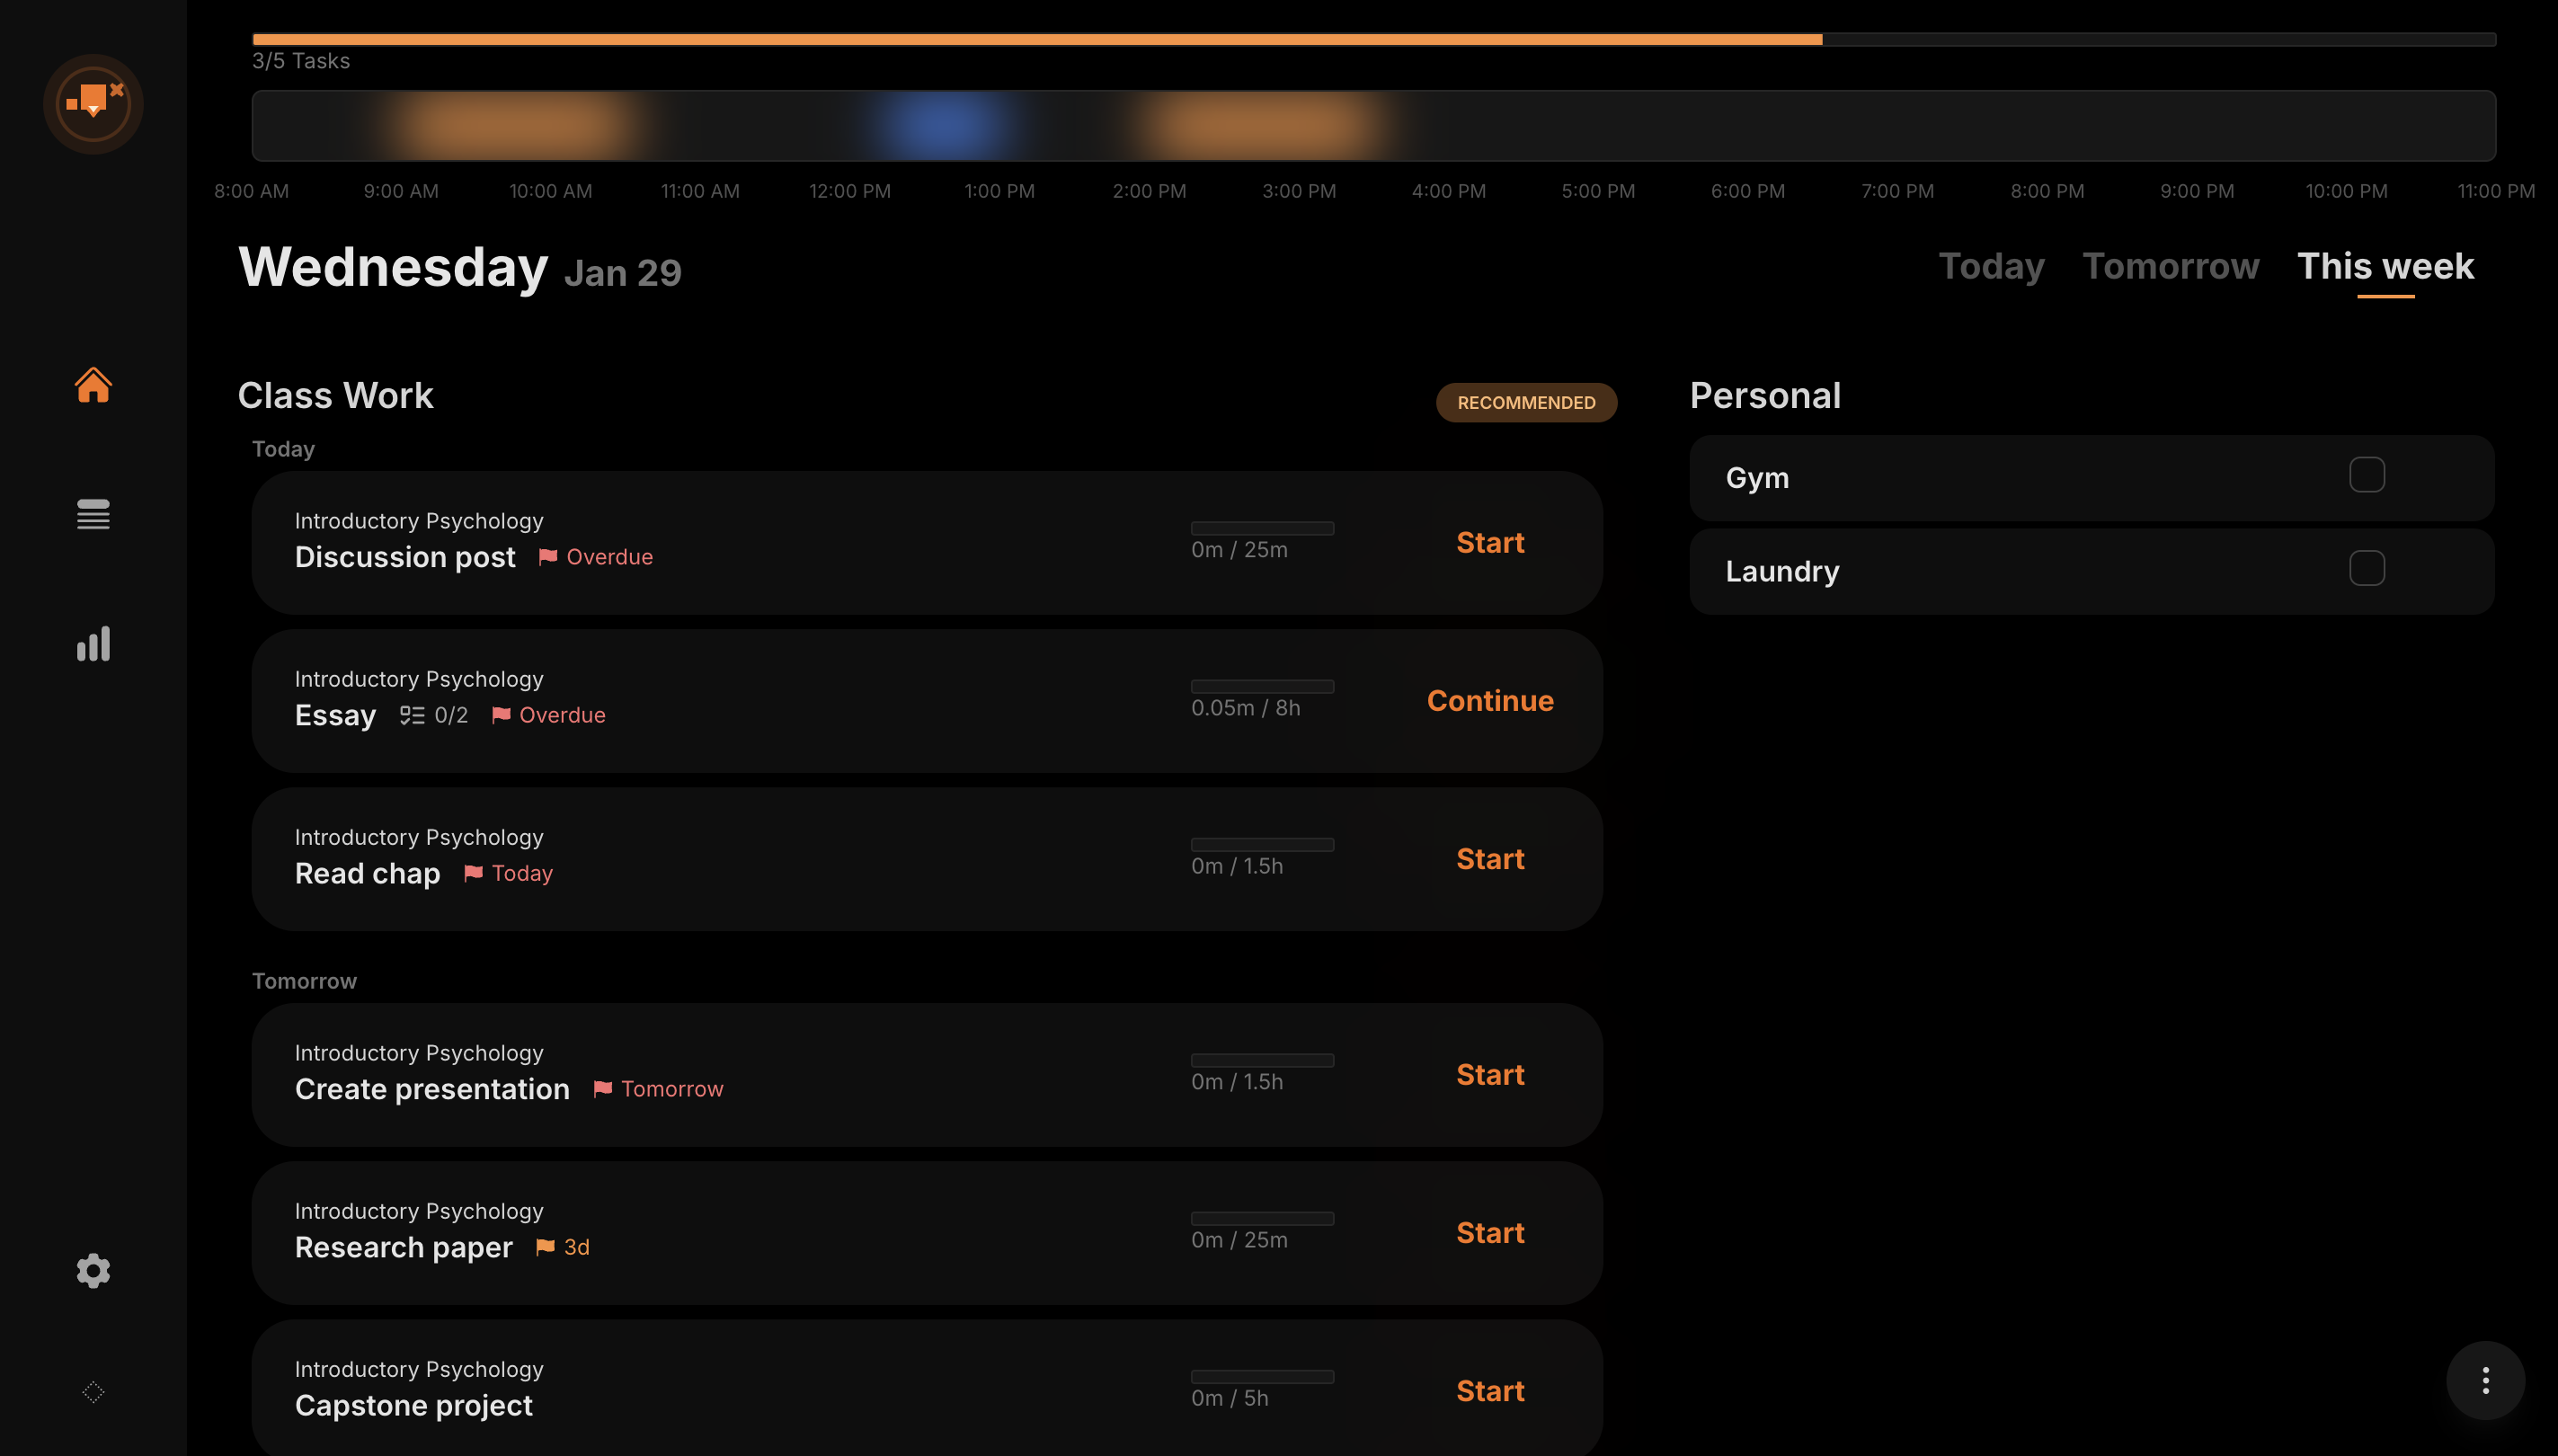 3/5 Tasks
8:00 AM 9:00 AM 10:00 AM 11:00 AM 12:00 PM 1:00 PM 2:00 PM 3:00 PM 4:00 PM 5:00 PM 6:00 PM 7:00 PM 8:00 PM 9:00 PM 10:00 PM 11:00 PM
Wednesday Jan 29
Today Tomorrow This week
Class Work
RECOMMENDED
Today
Introductory Psychology
Discussion post Overdue
0m / 25m
Start
Introductory Psychology
Essay 0/2 Overdue
0.05m / 8h
Continue
Introductory Psychology
Read chap Today
0m / 1.5h
Start
Tomorrow
Introductory Psychology
Create presentation Tomorrow
0m / 1.5h
Start
Introductory Psychology
Research paper 3d
0m / 25m
Start
Introductory Psychology
Capstone project
0m / 5h
Start
Personal
Gym
Laundry